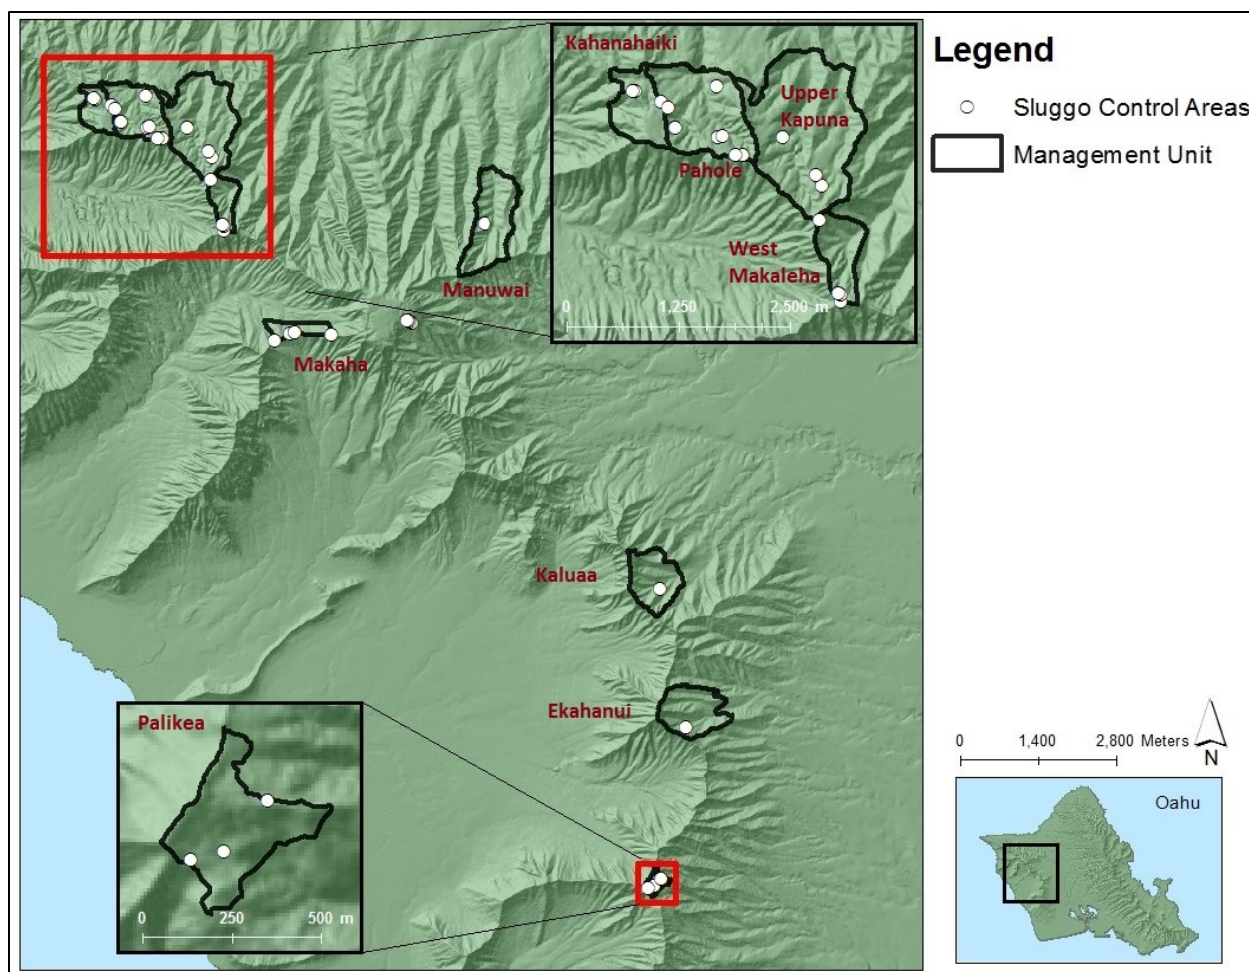 Kahanahaiki
Upper
Kapuna
Pahole
West
Makaleha
0 1,250 2,500 m
Manuwai
Makaha
Kaluaa
Ekahanui
Palikea
0 250 500 m
Legend
Sluggo Control Areas
Management Unit
0 1,400 2,800 Meters
N
Oahu